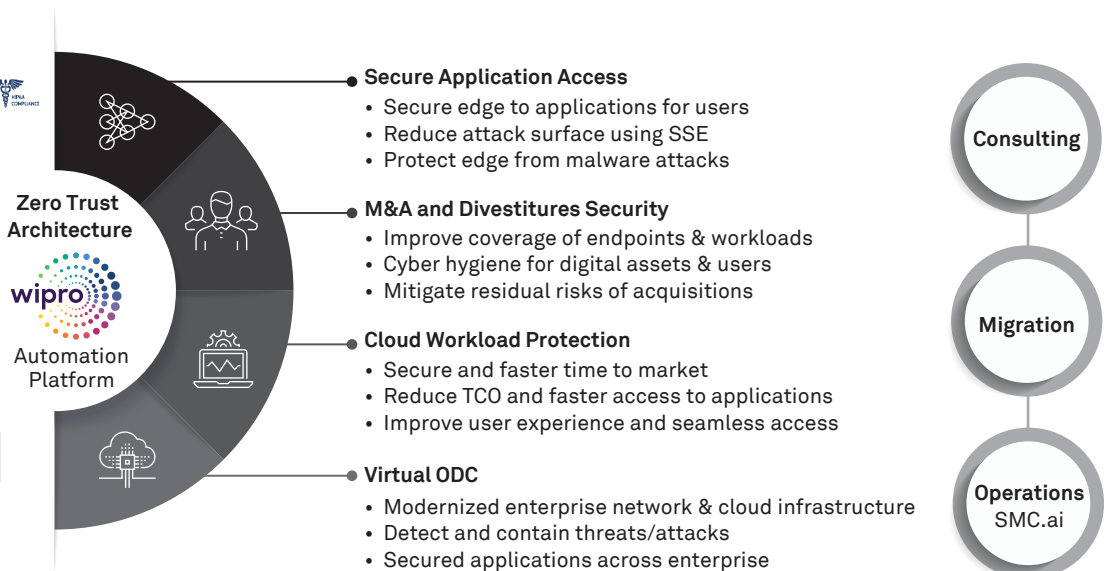 HIPAA
COMPLIANCE
Zero Trust
Architecture
wipro
Automation
Platform
Secure Application Access
• Secure edge to applications for users
• Reduce attack surface using SSE
• Protect edge from malware attacks
M&A and Divestitures Security
• Improve coverage of endpoints & workloads
• Cyber hygiene for digital assets & users
• Mitigate residual risks of acquisitions
Cloud Workload Protection
• Secure and faster time to market
• Reduce TCO and faster access to applications
• Improve user experience and seamless access
Virtual ODC
• Modernized enterprise network & cloud infrastructure
• Detect and contain threats/attacks
• Secured applications across enterprise
Consulting
Migration
Operations
SMC.ai